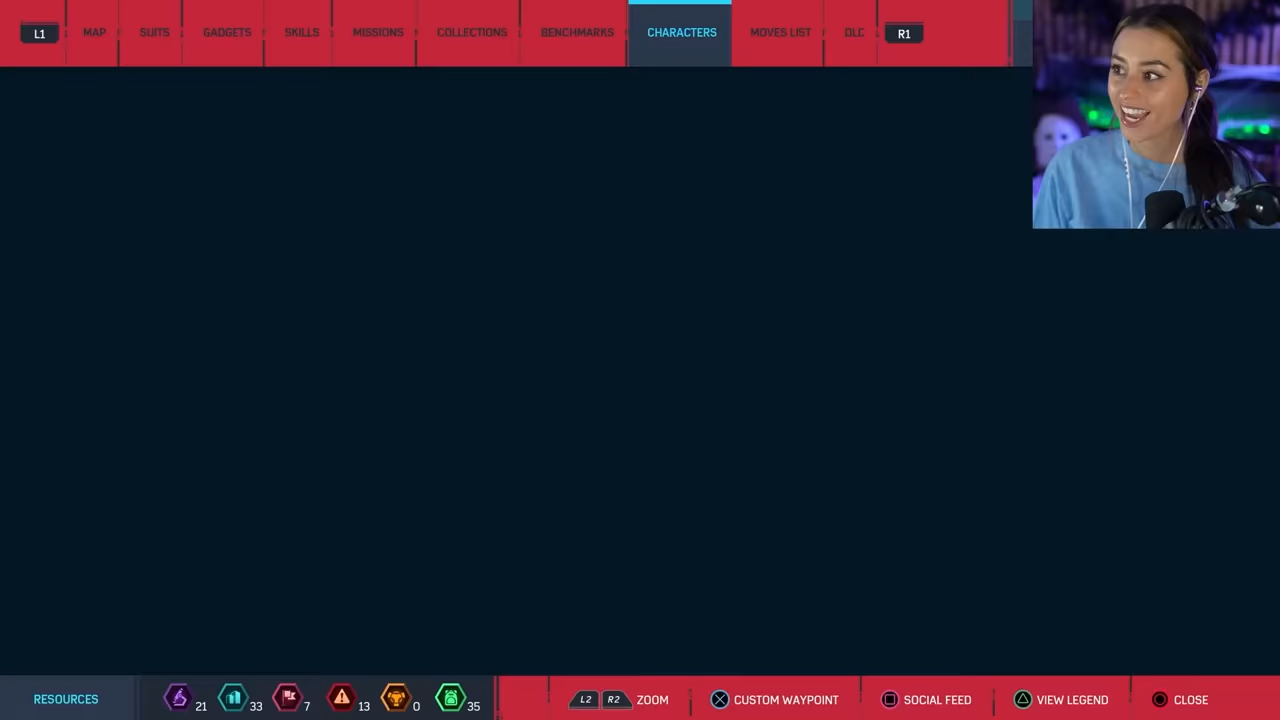 L1 MAP SUITS GADGETS SKILLS MISSIONS COLLECTIONS BENCHMARKS CHARACTERS MOVES LIST DLC R1
RESOURCES 21 33 7 13 0 35 L2 R2 ZOOM CUSTOM WAYPOINT SOCIAL FEED VIEW LEGEND CLOSE